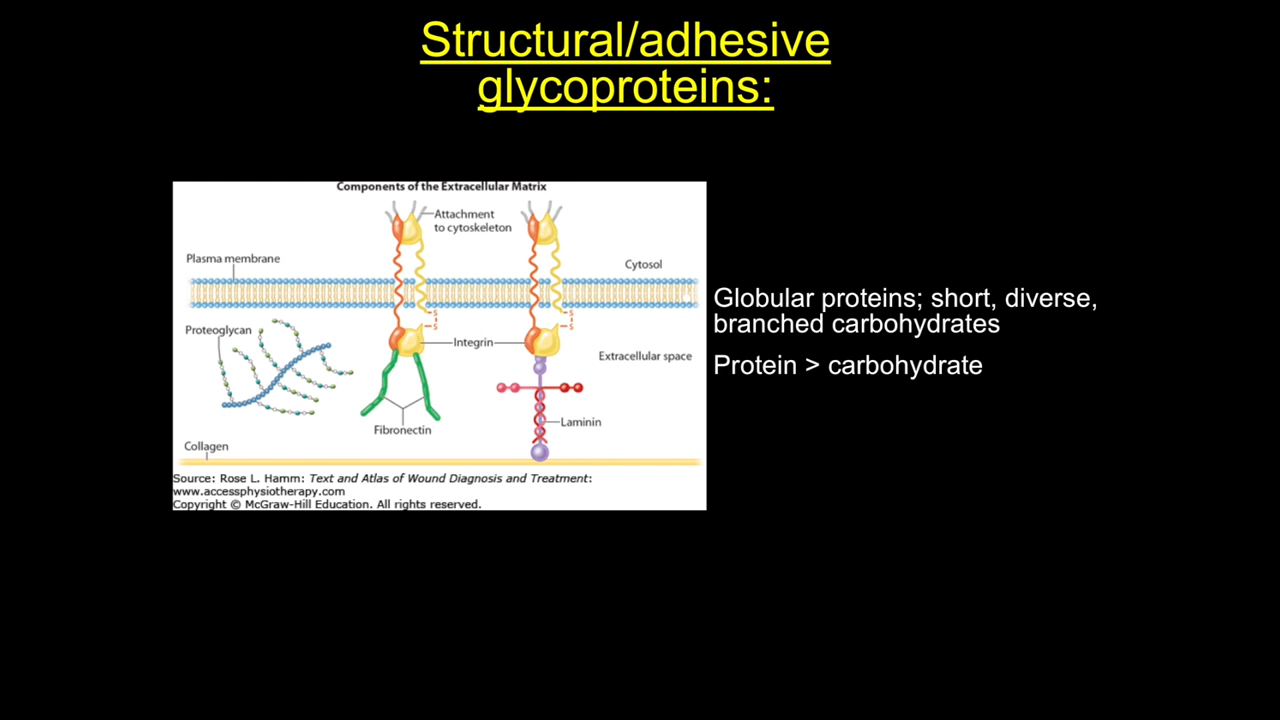 Structural/adhesive
glycoproteins:
Components of the Extracellular Matrix
Attachment
to cytoskeleton
Plasma membrane
Cytosol
S
S
S
S
Proteoglycan
Integrin
Extracellular space
Fibronectin
Laminin
Collagen
Source: Rose L. Hamm: Text and Atlas of Wound Diagnosis and Treatment:
www.accessphysiotherapy.com
Copyright © McGraw-Hill Education. All rights reserved.
Globular proteins; short, diverse,
branched carbohydrates
Protein > carbohydrate